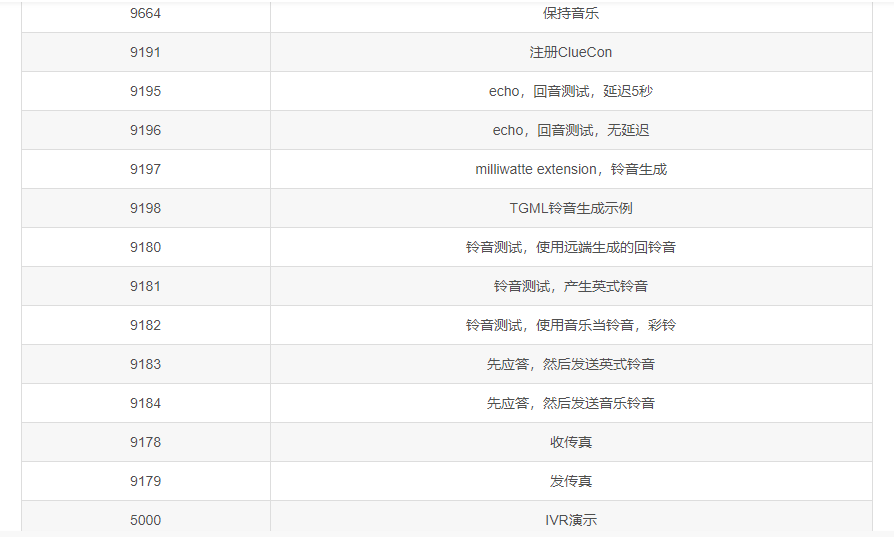 9664 保持音乐
9191 注册ClueCon
9195 echo，回音测试，延迟5秒
9196 echo，回音测试，无延迟
9197 milliwatte extension，铃音生成
9198 TGML铃音生成示例
9180 铃音测试，使用远端生成的回铃音
9181 铃音测试，产生英式铃音
9182 铃音测试，使用音乐当铃音，彩铃
9183 先应答，然后发送英式铃音
9184 先应答，然后发送音乐铃音
9178 收传真
9179 发传真
5000 IVR演示